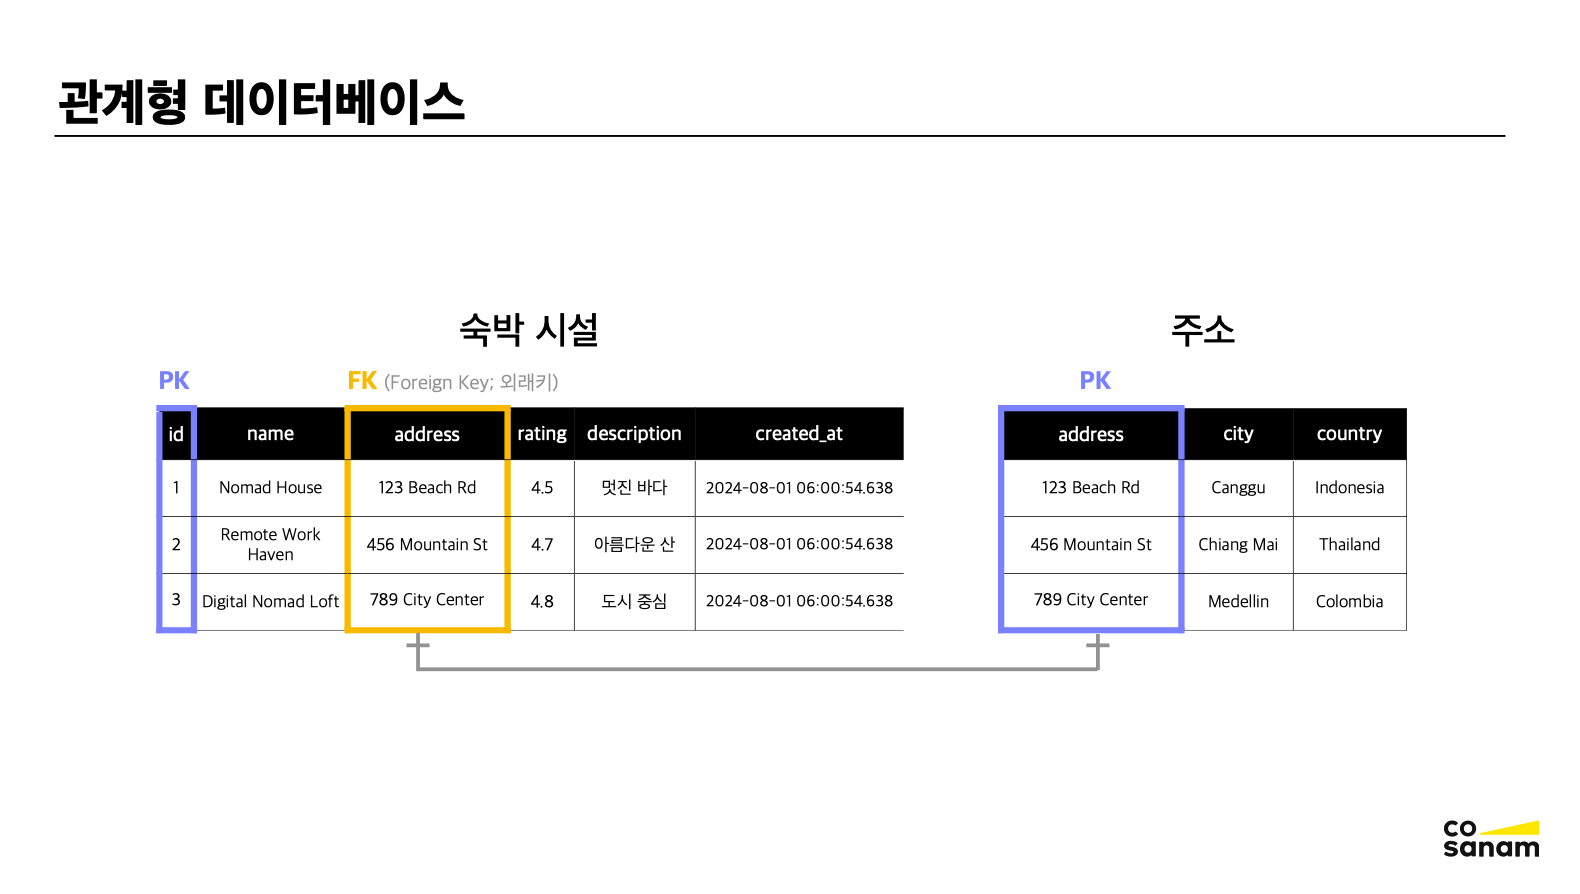 관계형 데이터베이스
숙박 시설
주소
PK
FK (Foreign Key; 외래키)
PK
id name address rating description created_at
1 Nomad House 123 Beach Rd 4.5 멋진 바다 2024-08-01 06:00:54.638
2 Remote Work Haven 456 Mountain St 4.7 아름다운 산 2024-08-01 06:00:54.638
3 Digital Nomad Loft 789 City Center 4.8 도시 중심 2024-08-01 06:00:54.638
address city country
123 Beach Rd Canggu Indonesia
456 Mountain St Chiang Mai Thailand
789 City Center Medellin Colombia
co
sanam